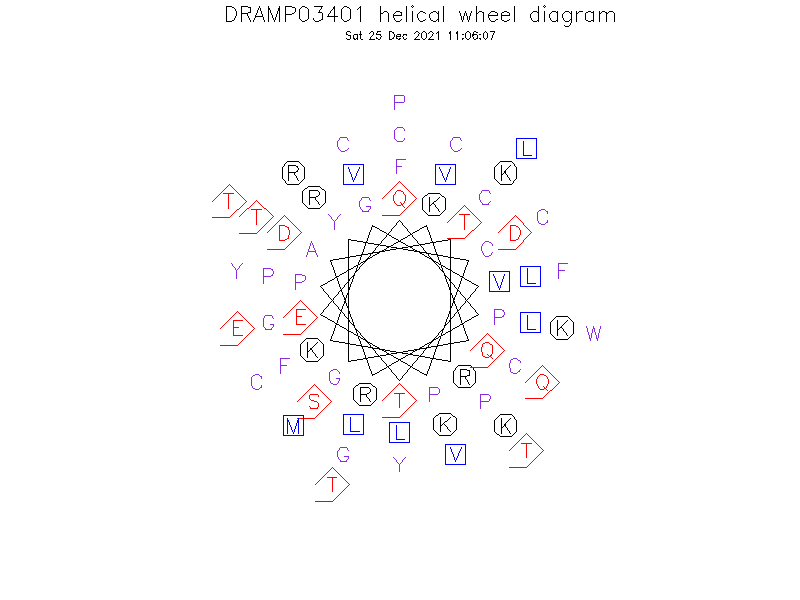 DRAMP03401 helical wheel diagram
Sat 25 Dec 2021 11:06:07
P
C
C C L
F
R V V K
R T Q K C
T G T C
T D Y D
A C
Y P P V L F
E G E P L K W
K Q
F G R C Q
C
S R T P P
M L L K K
G Y V T
T